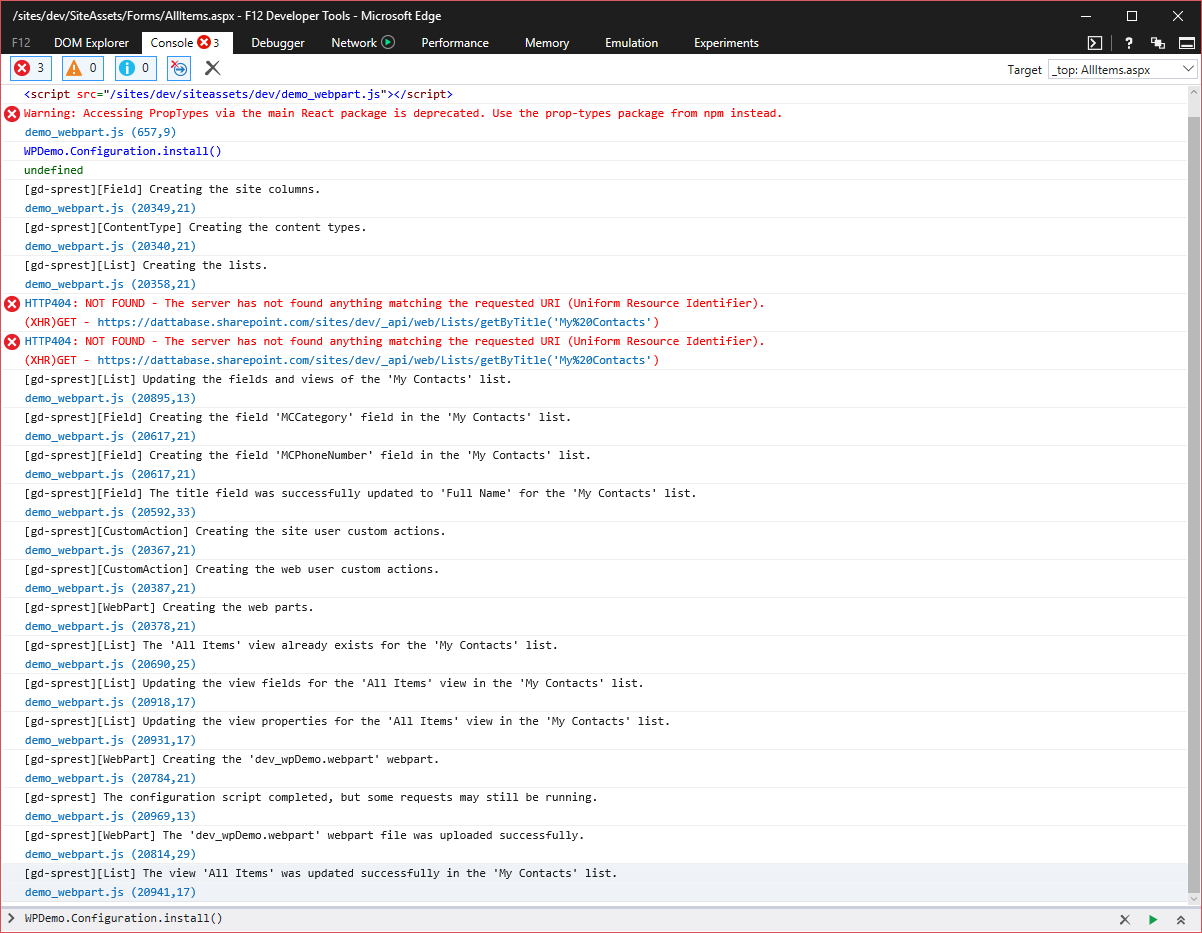 /sites/dev/SiteAssets/Forms/AllItems.aspx - F12 Developer Tools - Microsoft Edge
F12 DOM Explorer Console 3 Debugger Network Performance Memory Emulation Experiments ?
3 0 0 Target _top: AllItems.aspx
<script src="/sites/dev/siteassets/dev/demo_webpart.js"></script>
Warning: Accessing PropTypes via the main React package is deprecated. Use the prop-types package from npm instead.
demo_webpart.js (657,9)
WPDemo.Configuration.install()
undefined
[gd-sprest][Field] Creating the site columns.
demo_webpart.js (20349,21)
[gd-sprest][ContentType] Creating the content types.
demo_webpart.js (20340,21)
[gd-sprest][List] Creating the lists.
demo_webpart.js (20358,21)
HTTP404: NOT FOUND - The server has not found anything matching the requested URI (Uniform Resource Identifier).
(XHR)GET - https://dattabase.sharepoint.com/sites/dev/_api/web/Lists/getByTitle('My%20Contacts')
HTTP404: NOT FOUND - The server has not found anything matching the requested URI (Uniform Resource Identifier).
(XHR)GET - https://dattabase.sharepoint.com/sites/dev/_api/web/Lists/getByTitle('My%20Contacts')
[gd-sprest][List] Updating the fields and views of the 'My Contacts' list.
demo_webpart.js (20895,13)
[gd-sprest][Field] Creating the field 'MCCategory' field in the 'My Contacts' list.
demo_webpart.js (20617,21)
[gd-sprest][Field] Creating the field 'MCPhoneNumber' field in the 'My Contacts' list.
demo_webpart.js (20617,21)
[gd-sprest][Field] The title field was successfully updated to 'Full Name' for the 'My Contacts' list.
demo_webpart.js (20592,33)
[gd-sprest][CustomAction] Creating the site user custom actions.
demo_webpart.js (20367,21)
[gd-sprest][CustomAction] Creating the web user custom actions.
demo_webpart.js (20387,21)
[gd-sprest][WebPart] Creating the web parts.
demo_webpart.js (20378,21)
[gd-sprest][List] The 'All Items' view already exists for the 'My Contacts' list.
demo_webpart.js (20690,25)
[gd-sprest][List] Updating the view fields for the 'All Items' view in the 'My Contacts' list.
demo_webpart.js (20918,17)
[gd-sprest][List] Updating the view properties for the 'All Items' view in the 'My Contacts' list.
demo_webpart.js (20931,17)
[gd-sprest][WebPart] Creating the 'dev_wpDemo.webpart' webpart.
demo_webpart.js (20784,21)
[gd-sprest] The configuration script completed, but some requests may still be running.
demo_webpart.js (20969,13)
[gd-sprest][WebPart] The 'dev_wpDemo.webpart' webpart file was uploaded successfully.
demo_webpart.js (20814,29)
[gd-sprest][List] The view 'All Items' was updated successfully in the 'My Contacts' list.
demo_webpart.js (20941,17)
WPDemo.Configuration.install()